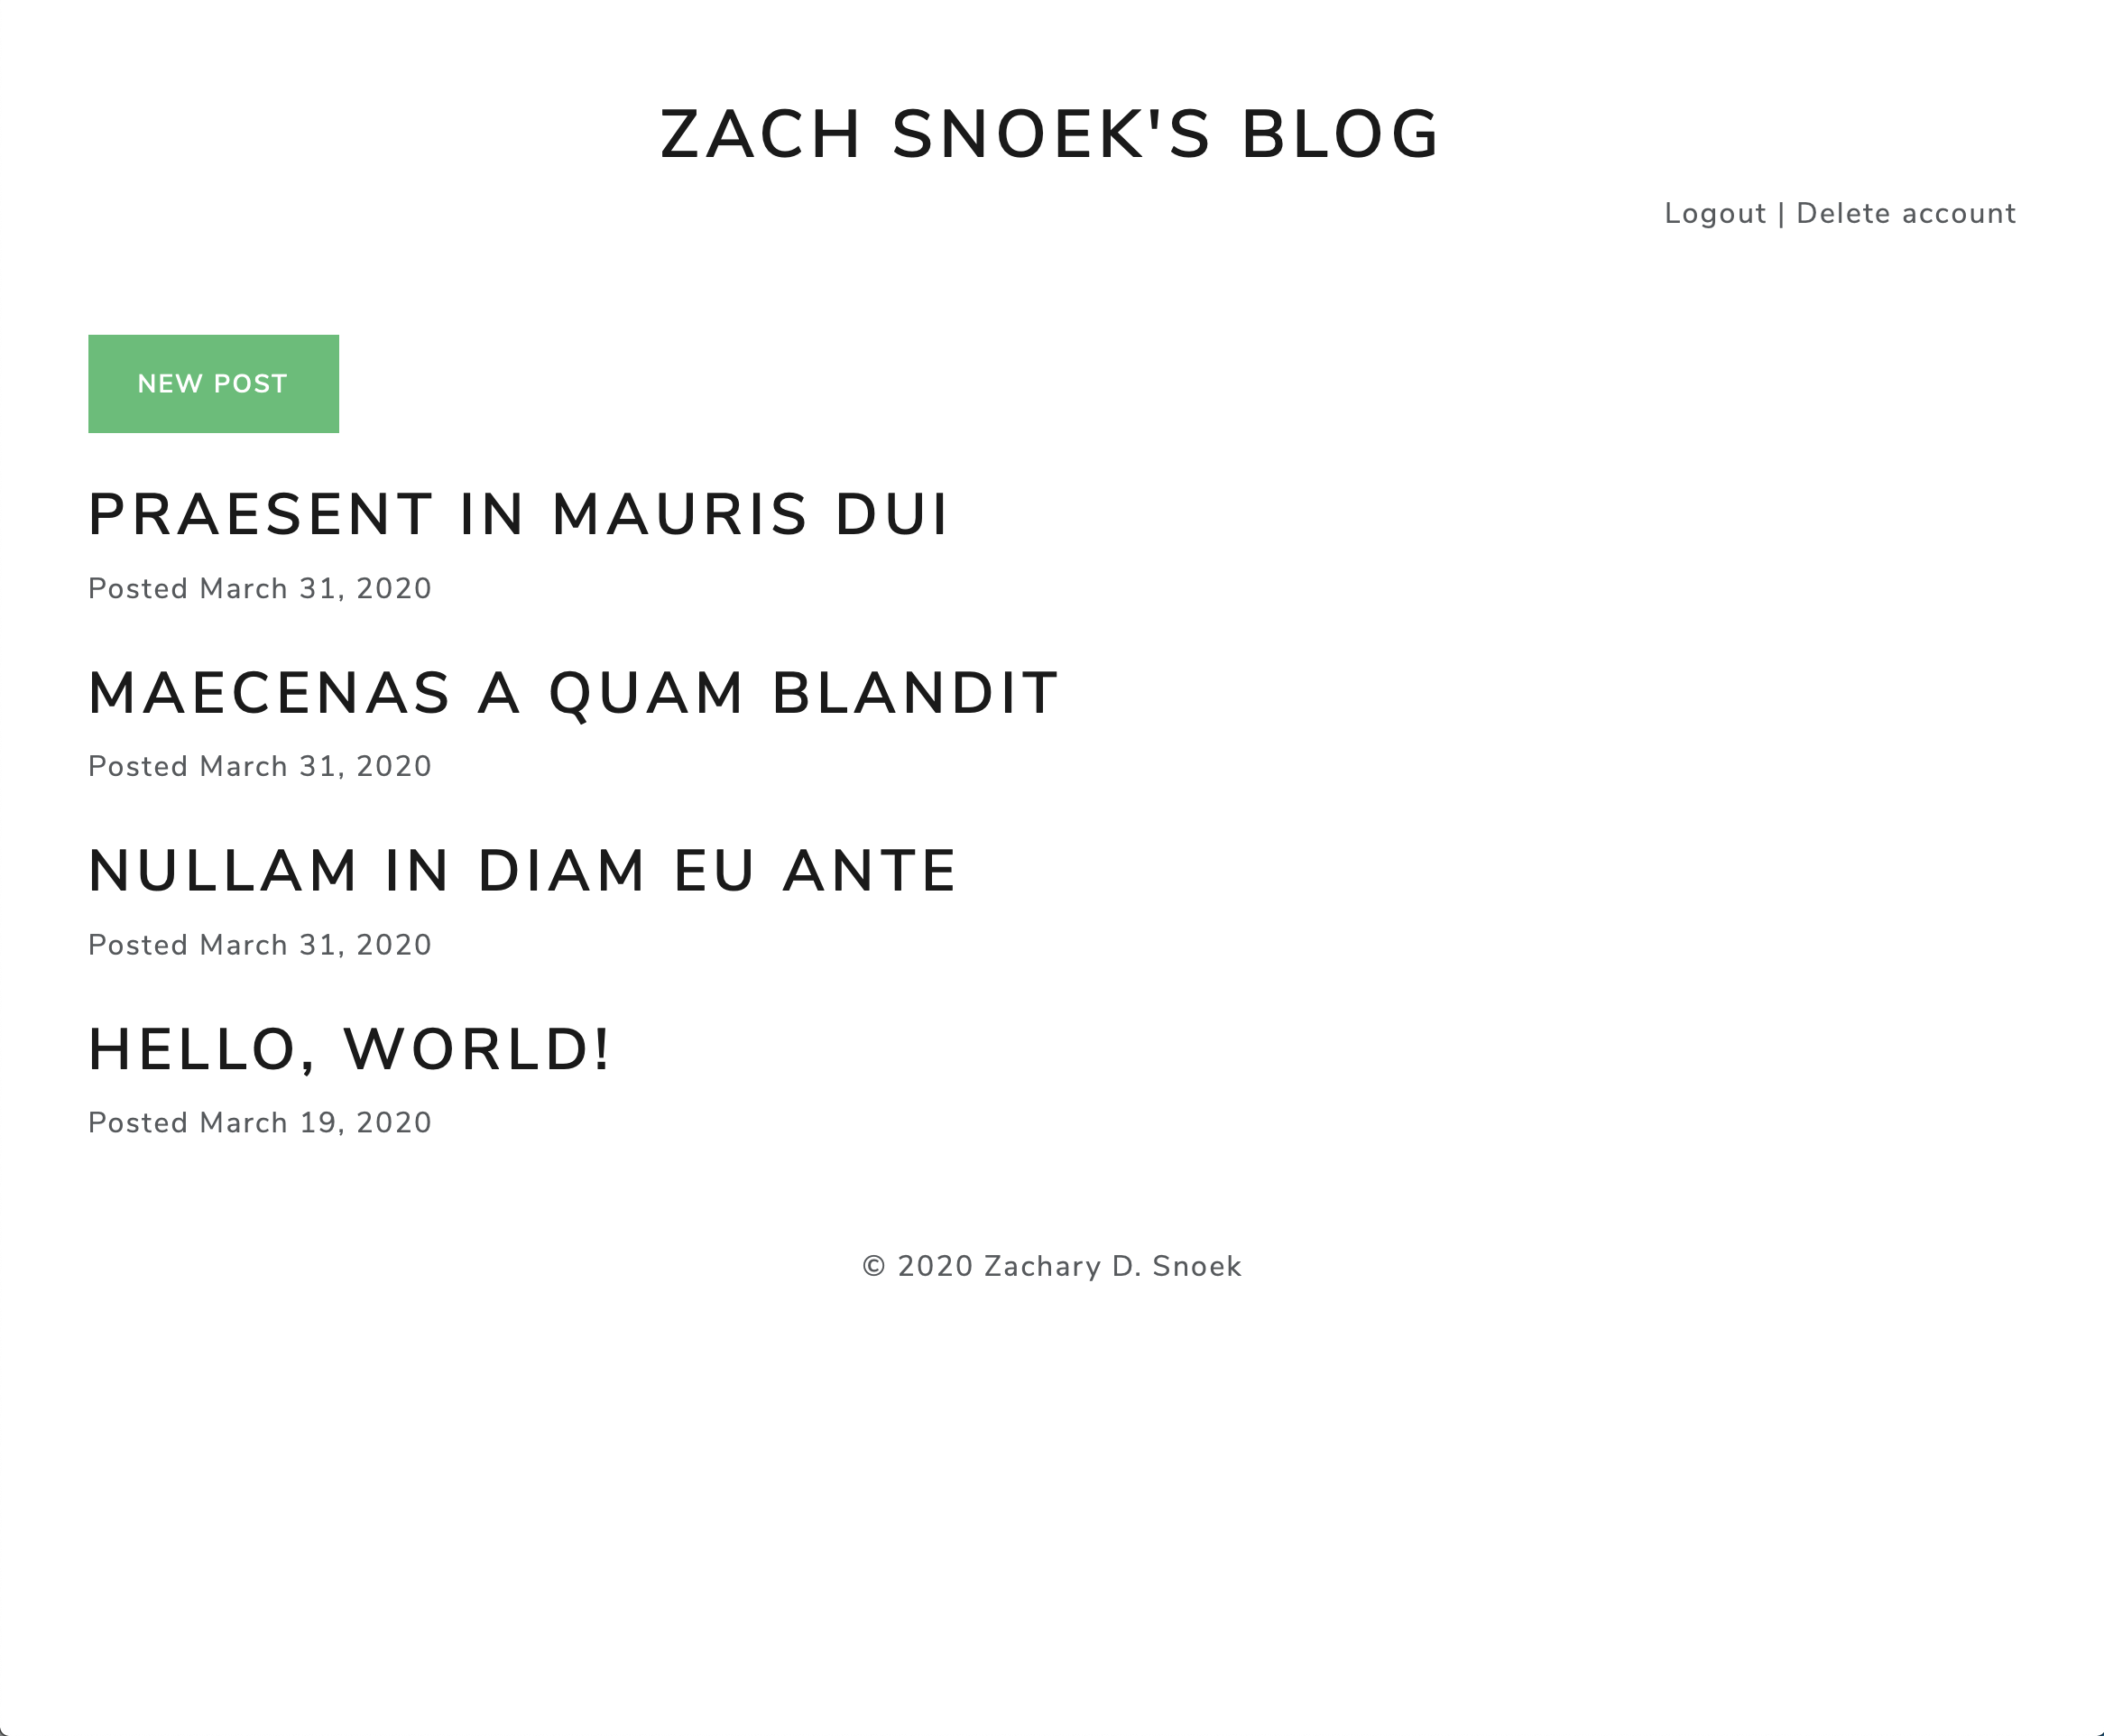 ZACH SNOEK'S BLOG
Logout | Delete account
NEW POST
PRAESENT IN MAURIS DUI
Posted March 31, 2020
MAECENAS A QUAM BLANDIT
Posted March 31, 2020
NULLAM IN DIAM EU ANTE
Posted March 31, 2020
HELLO, WORLD!
Posted March 19, 2020
© 2020 Zachary D. Snoek